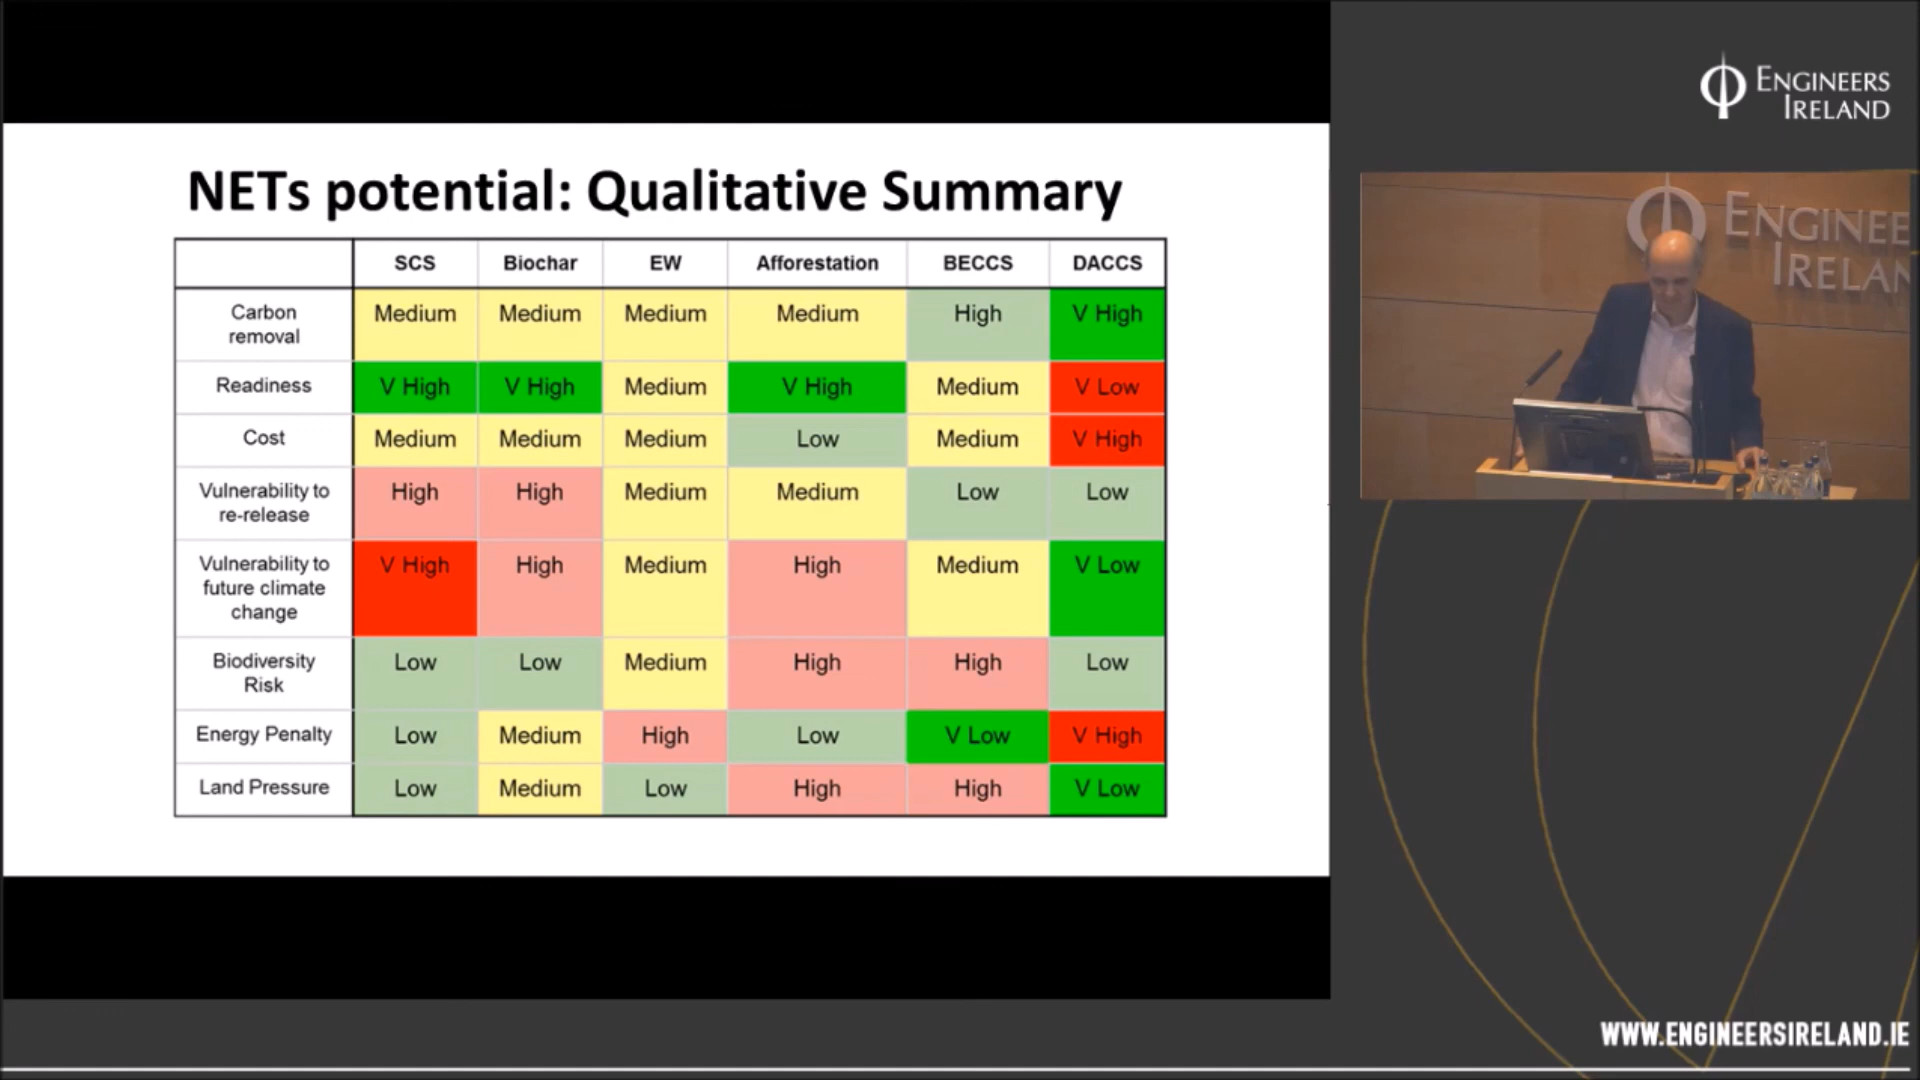 ENGINEERS
IRELAND
NETs potential: Qualitative Summary
SCS Biochar EW Afforestation BECCS DACCS
Carbon removal Medium Medium Medium Medium High V High
Readiness V High V High Medium V High Medium V Low
Cost Medium Medium Medium Low Medium V High
Vulnerability to re-release High High Medium Medium Low Low
Vulnerability to future climate change V High High Medium High Medium V Low
Biodiversity Risk Low Low Medium High High Low
Energy Penalty Low Medium High Low V Low V High
Land Pressure Low Medium Low High High V Low
ENGINEE
IRELAN
WWW.ENGINEERSIRELAND.IE